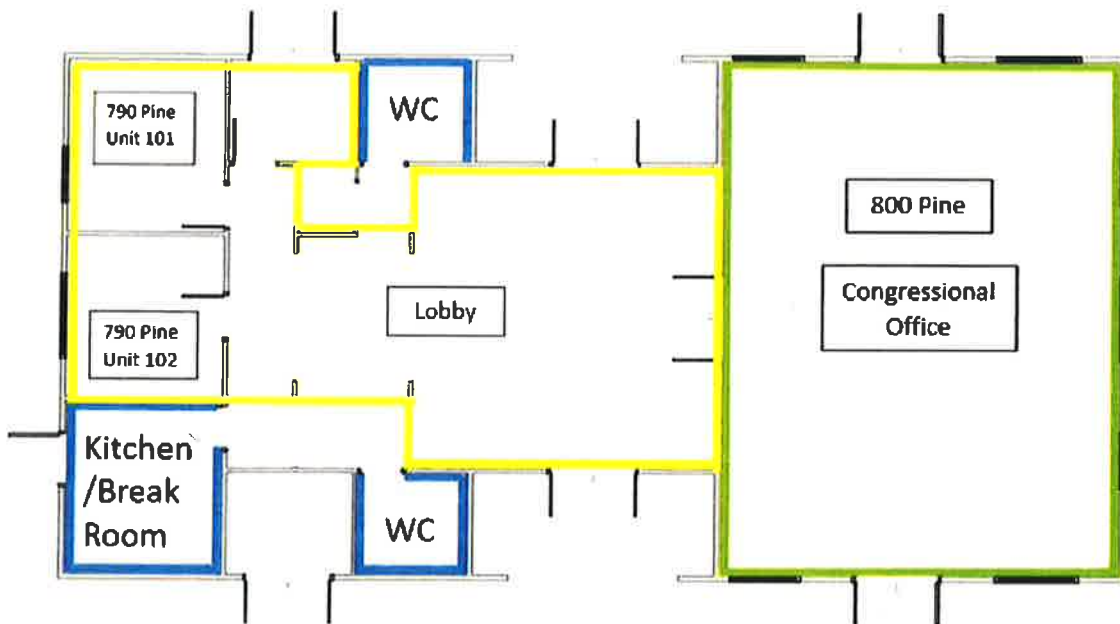 790 Pine
Unit 101
WC
800 Pine
Congressional
Office
Lobby
790 Pine
Unit 102
Kitchen
/Break
Room
WC